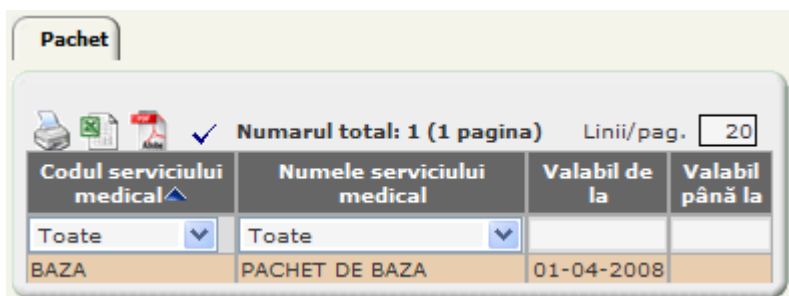 Pachet
Numarul total: 1 (1 pagina) Linii/pag. 20
Codul serviciului medical Numele serviciului medical Valabil de la Valabil până la
Toate Toate
BAZA PACHET DE BAZA 01-04-2008